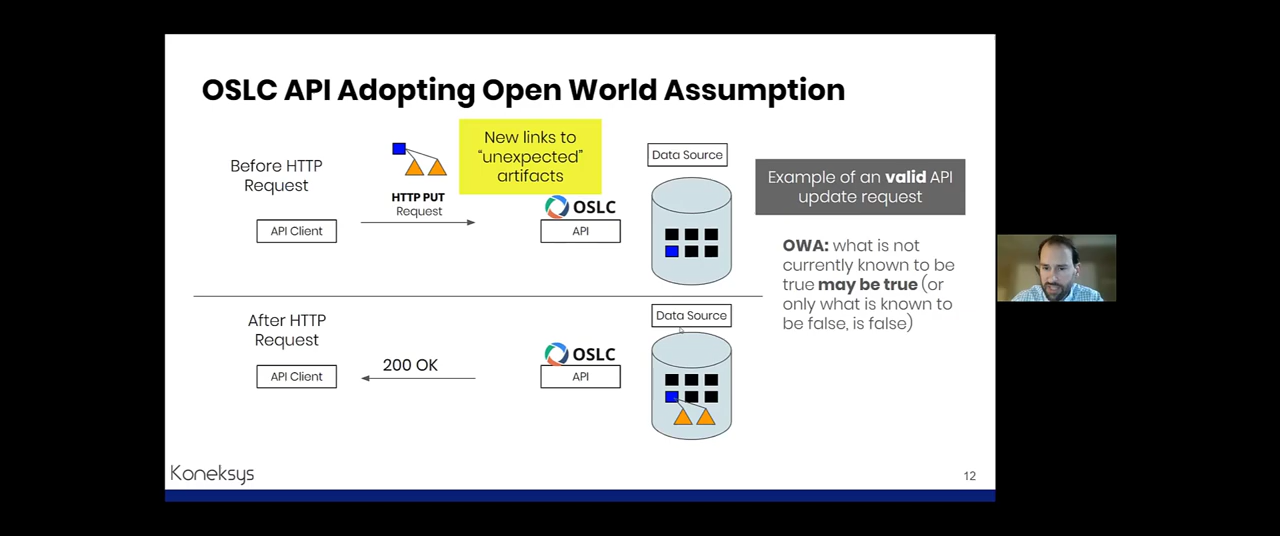 OSLC API Adopting Open World Assumption
Before HTTP
Request
API Client
HTTP PUT
Request
New links to
“unexpected”
artifacts
OSLC
API
Data Source
Example of an valid API
update request
OWA: what is not
currently known to be
true may be true (or
only what is known to
be false, is false)
After HTTP
Request
API Client
200 OK
OSLC
API
Data Source
Koneksys
12